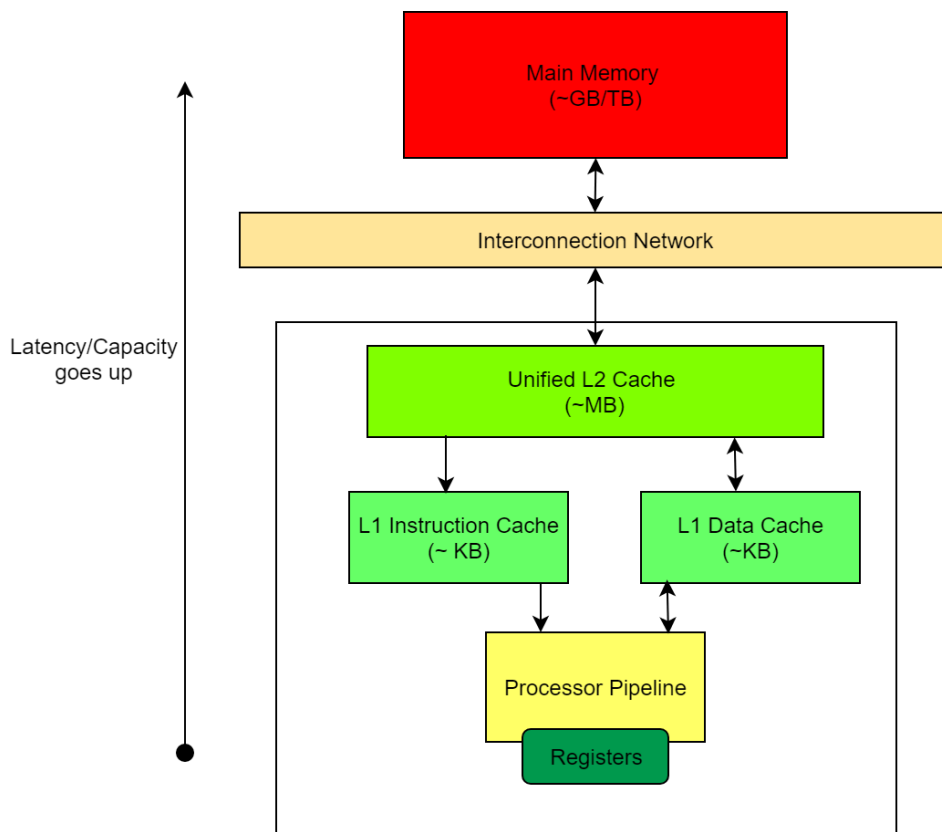 Main Memory
(~GB/TB)
Interconnection Network
Latency/Capacity
goes up
Unified L2 Cache
(~MB)
L1 Instruction Cache
(~ KB)
L1 Data Cache
(~KB)
Processor Pipeline
Registers